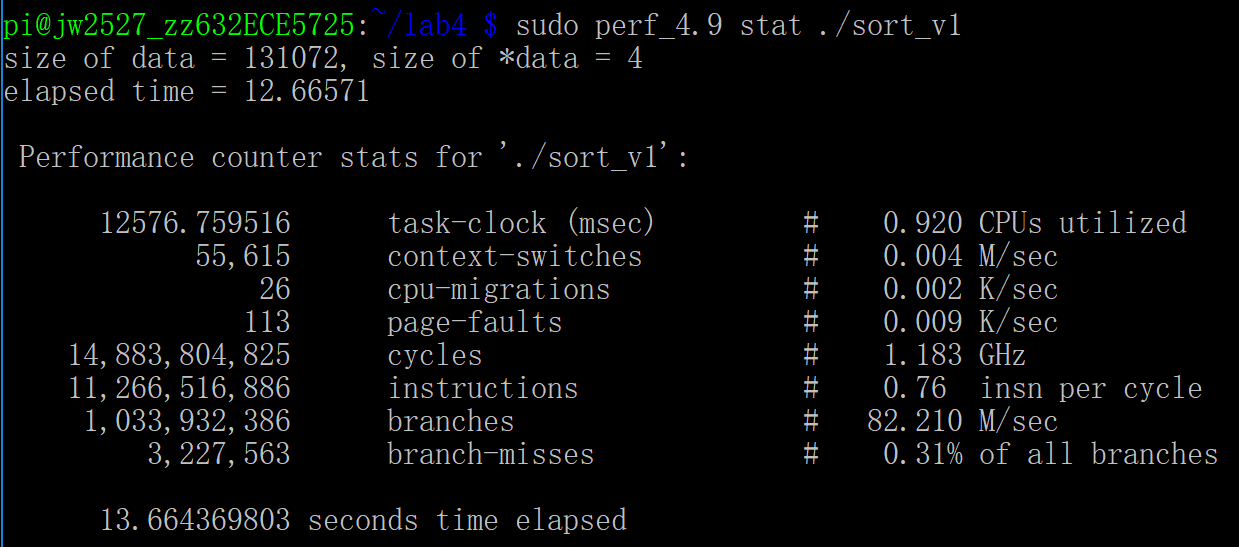 pi@jw2527_zz632ECE5725:~/lab4 $ sudo perf_4.9 stat ./sort_v1
size of data = 131072, size of *data = 4
elapsed time = 12.66571
Performance counter stats for './sort_v1':
12576.759516 task-clock (msec) # 0.920 CPUs utilized
55,615 context-switches # 0.004 M/sec
26 cpu-migrations # 0.002 K/sec
113 page-faults # 0.009 K/sec
14,883,804,825 cycles # 1.183 GHz
11,266,516,886 instructions # 0.76 insn per cycle
1,033,932,386 branches # 82.210 M/sec
3,227,563 branch-misses # 0.31% of all branches
13.664369803 seconds time elapsed